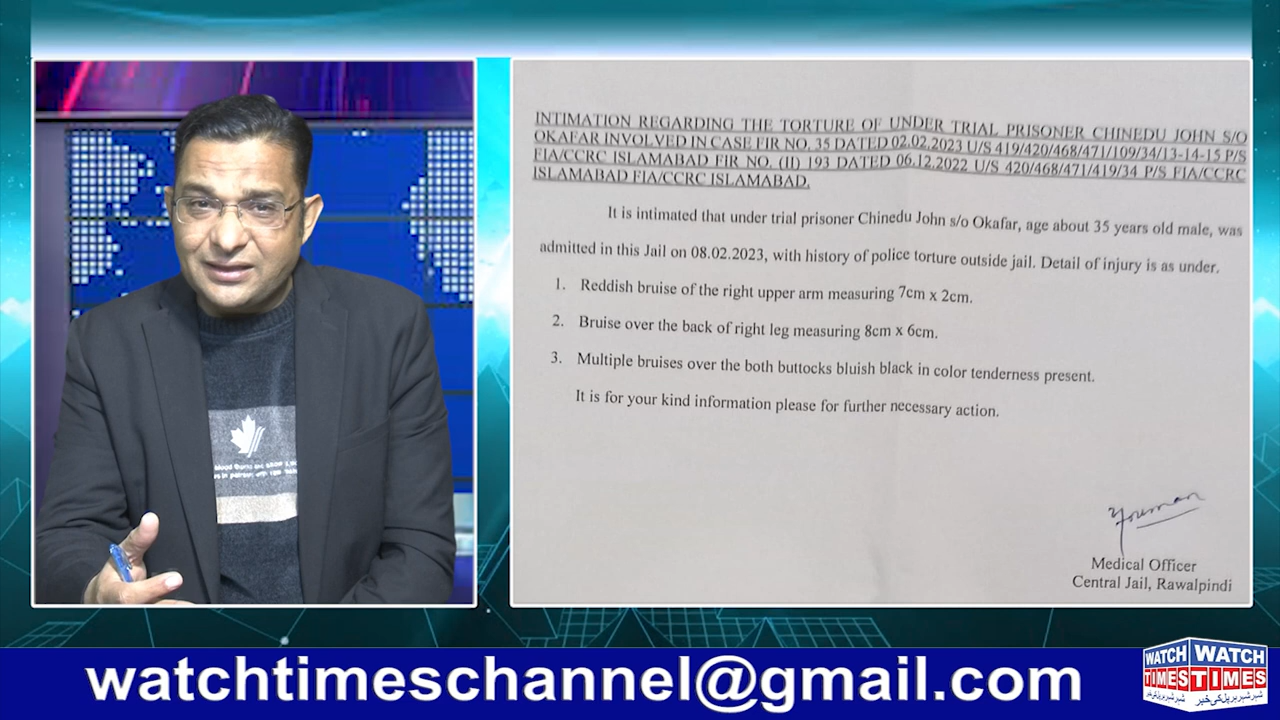 INTIMATION REGARDING THE TORTURE OF UNDER TRIAL PRISONER CHINEDU JOHN S/O
OKAFAR INVOLVED IN CASE FIR NO. 35 DATED 02.02.2023 U/S 419/420/468/471/109/34/13-14-15 P/S
FIA/CCRC ISLAMABAD FIR NO. (II) 193 DATED 06.12.2022 U/S 420/468/471/419/34 P/S FIA/CCRC
ISLAMABAD FIA/CCRC ISLAMABAD.
It is intimated that under trial prisoner Chinedu John s/o Okafar, age about 35 years old male, was
admitted in this Jail on 08.02.2023, with history of police torture outside jail. Detail of injury is as under.
1. Reddish bruise of the right upper arm measuring 7cm x 2cm.
2. Bruise over the back of right leg measuring 8cm x 6cm.
3. Multiple bruises over the both buttocks bluish black in color tenderness present.
It is for your kind information please for further necessary action.
Medical Officer
Central Jail, Rawalpindi
watchtimeschannel@gmail.com
WATCH WATCH
TIMES TIMES